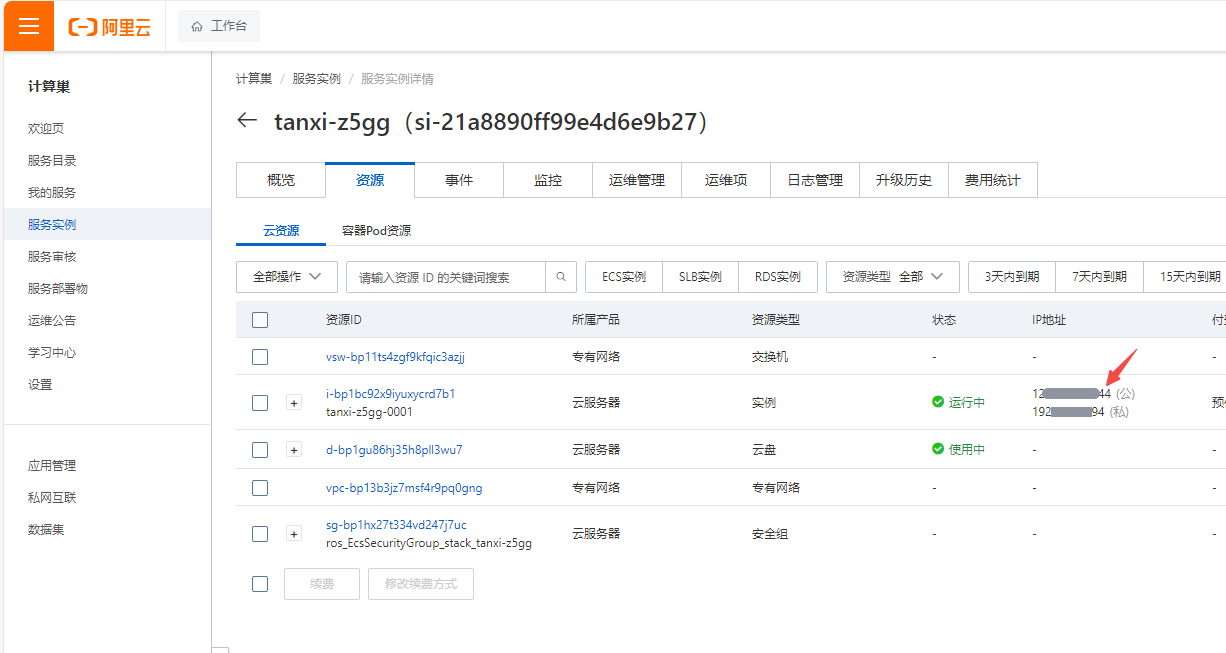 阿里云 工作台
计算巢
欢迎页
服务目录
我的服务
服务实例
服务审核
服务部署物
运维公告
学习中心
设置
应用管理
私网互联
数据集
计算巢 / 服务实例 / 服务实例详情
tanxi-z5gg（si-21a8890ff99e4d6e9b27）
概览 资源 事件 监控 运维管理 运维项 日志管理 升级历史 费用统计
云资源 容器Pod资源
全部操作 请输入资源 ID 的关键词搜索 ECS实例 SLB实例 RDS实例 资源类型 全部 3天内到期 7天内到期 15天内到期
资源ID 所属产品 资源类型 状态 IP地址
vsw-bp11ts4zgf9kfqic3azjj 专有网络 交换机 - - -
i-bp1bc92x9iyuxycrd7b1 12 44 (公)
tanxi-z5gg-0001 云服务器 实例 运行中 192 94 (私)
d-bp1gu86hj35h8pll3wu7 云服务器 云盘 使用中 - -
vpc-bp13b3jz7msf4r9pq0gng 专有网络 专有网络 - - -
sg-bp1hx27t334vd247j7uc
ros_EcsSecurityGroup_stack_tanxi-z5gg 云服务器 安全组 - - -
续费 修改续费方式